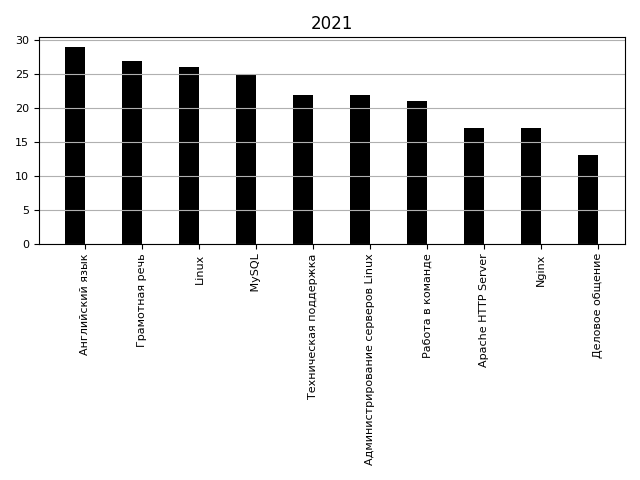 2021
30
25
20
15
10
5
0
Английский язык
Грамотная речь
Linux
MySQL
Техническая поддержка
Администрирование серверов Linux
Работа в команде
Apache HTTP Server
Nginx
Деловое общение